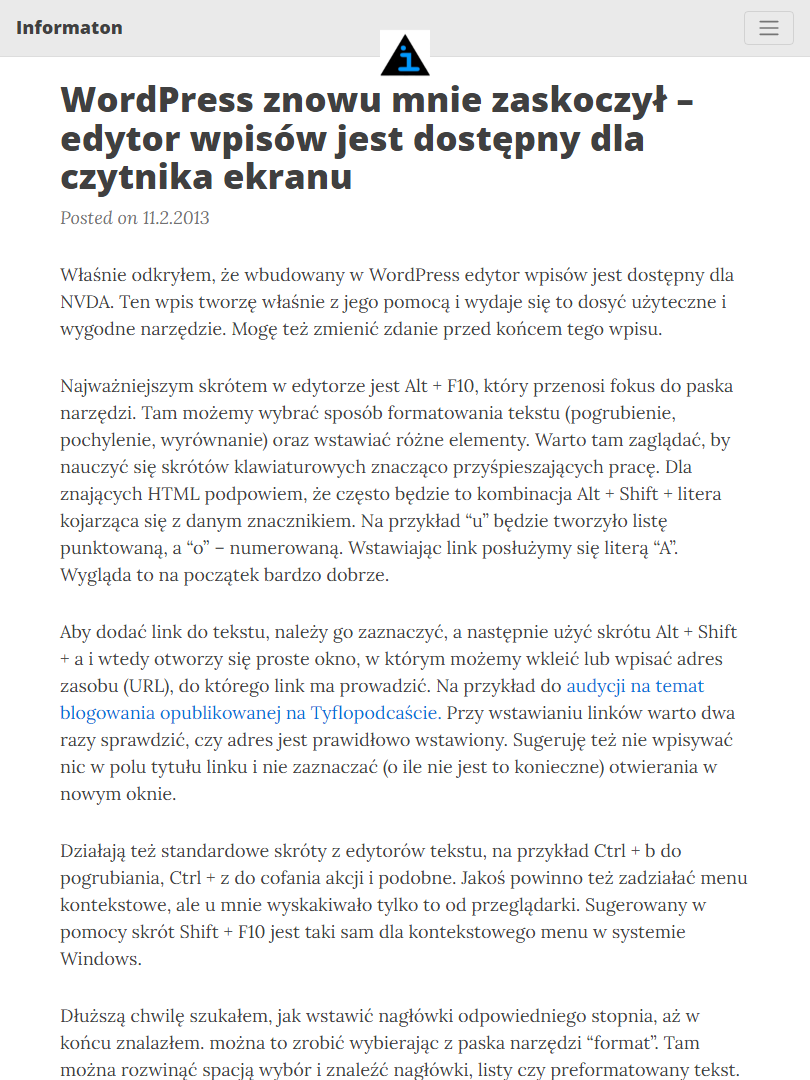 Informaton
i
WordPress znowu mnie zaskoczył –
edytor wpisów jest dostępny dla
czytnika ekranu
Posted on 11.2.2013
Właśnie odkryłem, że wbudowany w WordPress edytor wpisów jest dostępny dla
NVDA. Ten wpis tworzę właśnie z jego pomocą i wydaje się to dosyć użyteczne i
wygodne narzędzie. Mogę też zmienić zdanie przed końcem tego wpisu.
Najważniejszym skrótem w edytorze jest Alt + F10, który przenosi fokus do paska
narzędzi. Tam możemy wybrać sposób formatowania tekstu (pogrubienie,
pochylenie, wyrównanie) oraz wstawiać różne elementy. Warto tam zaglądać, by
nauczyć się skrótów klawiaturowych znacząco przyśpieszających pracę. Dla
znających HTML podpowiem, że często będzie to kombinacja Alt + Shift + litera
kojarząca się z danym znacznikiem. Na przykład “u” będzie tworzyło listę
punktowaną, a “o” – numerowaną. Wstawiając link posłużymy się literą “A”.
Wygląda to na początek bardzo dobrze.
Aby dodać link do tekstu, należy go zaznaczyć, a następnie użyć skrótu Alt + Shift
+ a i wtedy otworzy się proste okno, w którym możemy wkleić lub wpisać adres
zasobu (URL), do którego link ma prowadzić. Na przykład do audycji na temat
blogowania opublikowanej na Tyflopodcaście. Przy wstawianiu linków warto dwa
razy sprawdzić, czy adres jest prawidłowo wstawiony. Sugeruję też nie wpisywać
nic w polu tytułu linku i nie zaznaczać (o ile nie jest to konieczne) otwierania w
nowym oknie.
Działają też standardowe skróty z edytorów tekstu, na przykład Ctrl + b do
pogrubiania, Ctrl + z do cofania akcji i podobne. Jakoś powinno też zadziałać menu
kontekstowe, ale u mnie wyskakiwało tylko to od przeglądarki. Sugerowany w
pomocy skrót Shift + F10 jest taki sam dla kontekstowego menu w systemie
Windows.
Dłuższą chwilę szukałem, jak wstawić nagłówki odpowiedniego stopnia, aż w
końcu znalazłem. można to zrobić wybierając z paska narzędzi “format”. Tam
można rozwinąć spacją wybór i znaleźć nagłówki, listy czy preformatowany tekst.